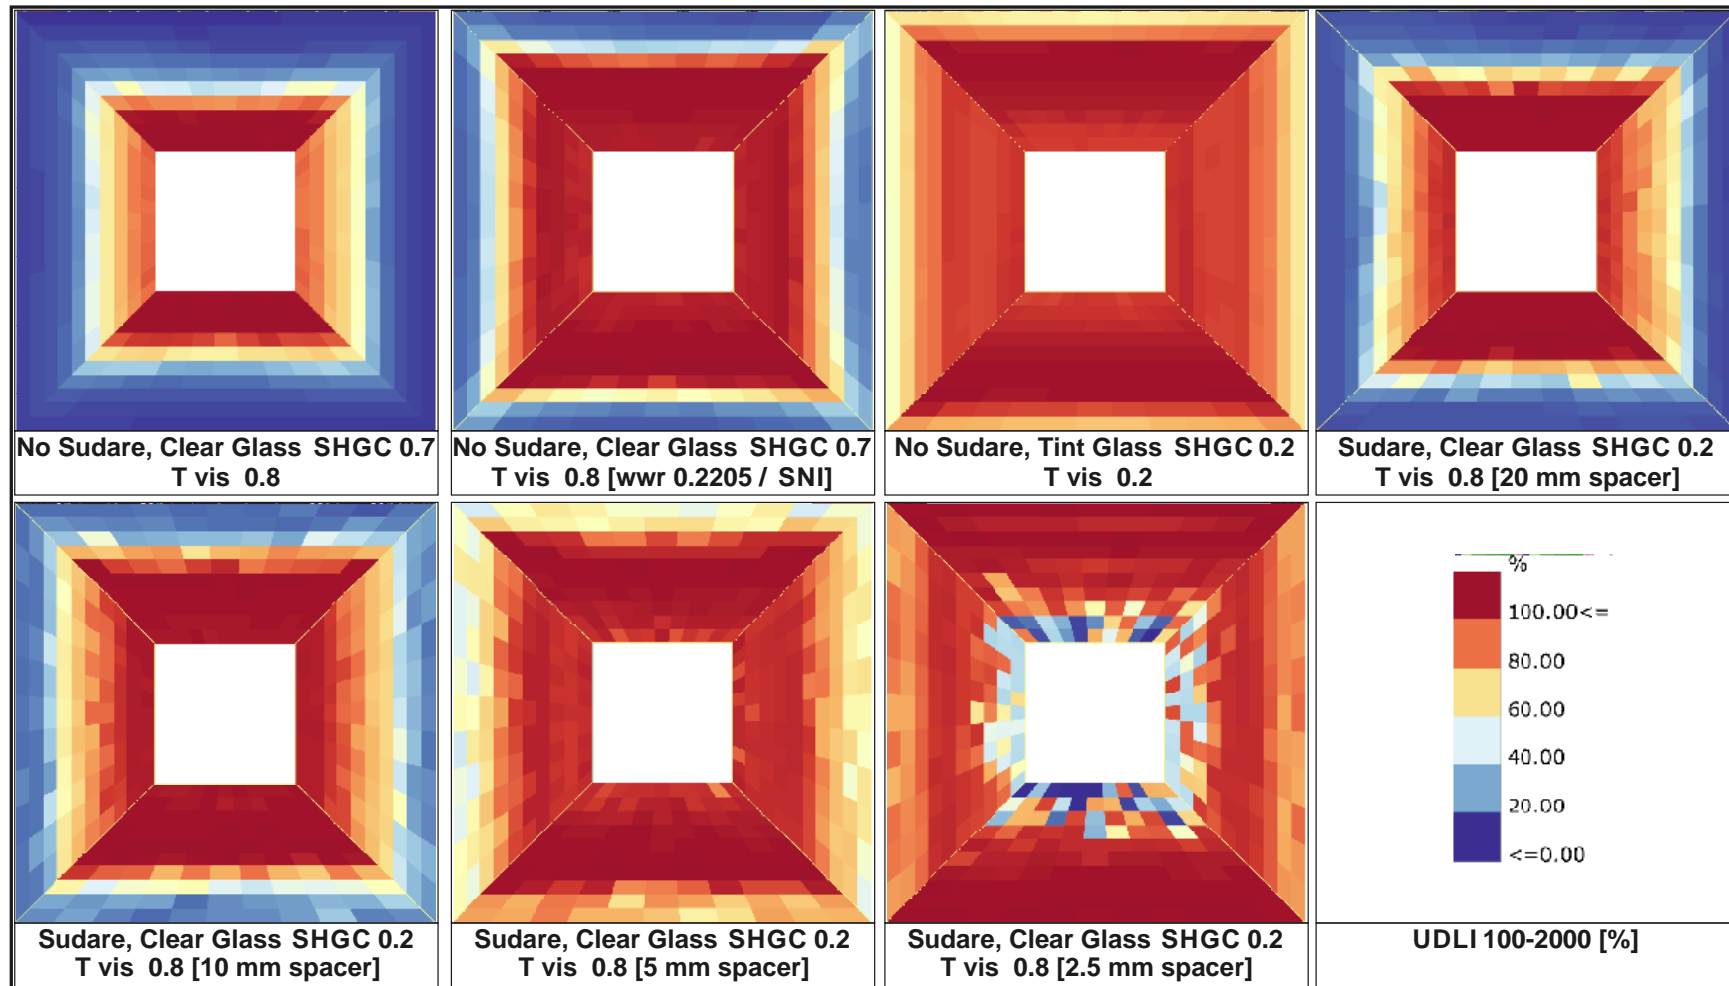 No Sudare, Clear Glass SHGC 0.7
T vis 0.8
No Sudare, Clear Glass SHGC 0.7
T vis 0.8 [wwr 0.2205 / SNI]
No Sudare, Tint Glass SHGC 0.2
T vis 0.2
Sudare, Clear Glass SHGC 0.2
T vis 0.8 [20 mm spacer]
Sudare, Clear Glass SHGC 0.2
T vis 0.8 [10 mm spacer]
Sudare, Clear Glass SHGC 0.2
T vis 0.8 [5 mm spacer]
Sudare, Clear Glass SHGC 0.2
T vis 0.8 [2.5 mm spacer]
%
100.00<=
80.00
60.00
40.00
20.00
<=0.00
UDLI 100-2000 [%]